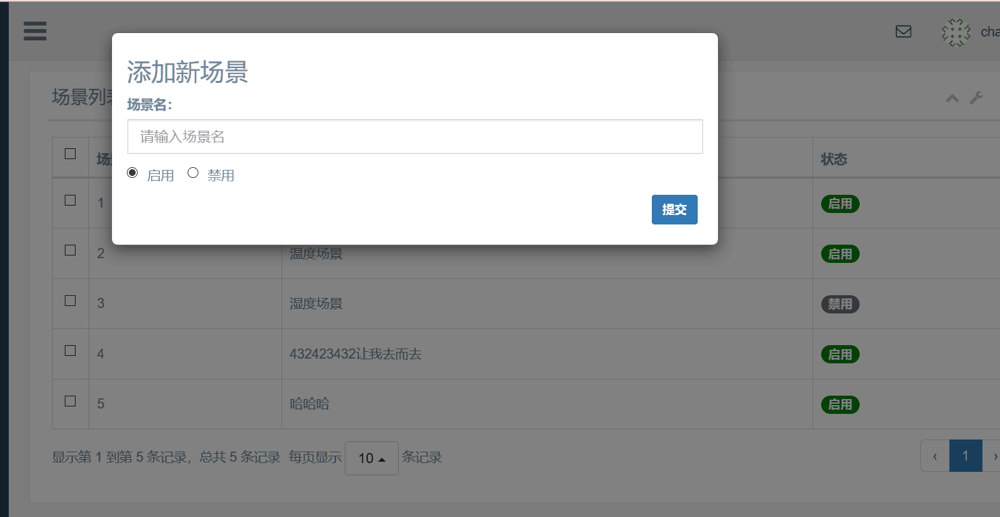 cha
添加新场景
场景列表
场景名:
请输入场景名
场景
状态
启用 禁用
1 启用
提交
2 温度场景 启用
3 湿度场景 禁用
4 432423432让我去而去 启用
5 哈哈哈 启用
显示第 1 到第 5 条记录，总共 5 条记录 每页显示 10 条记录
‹ 1 ›